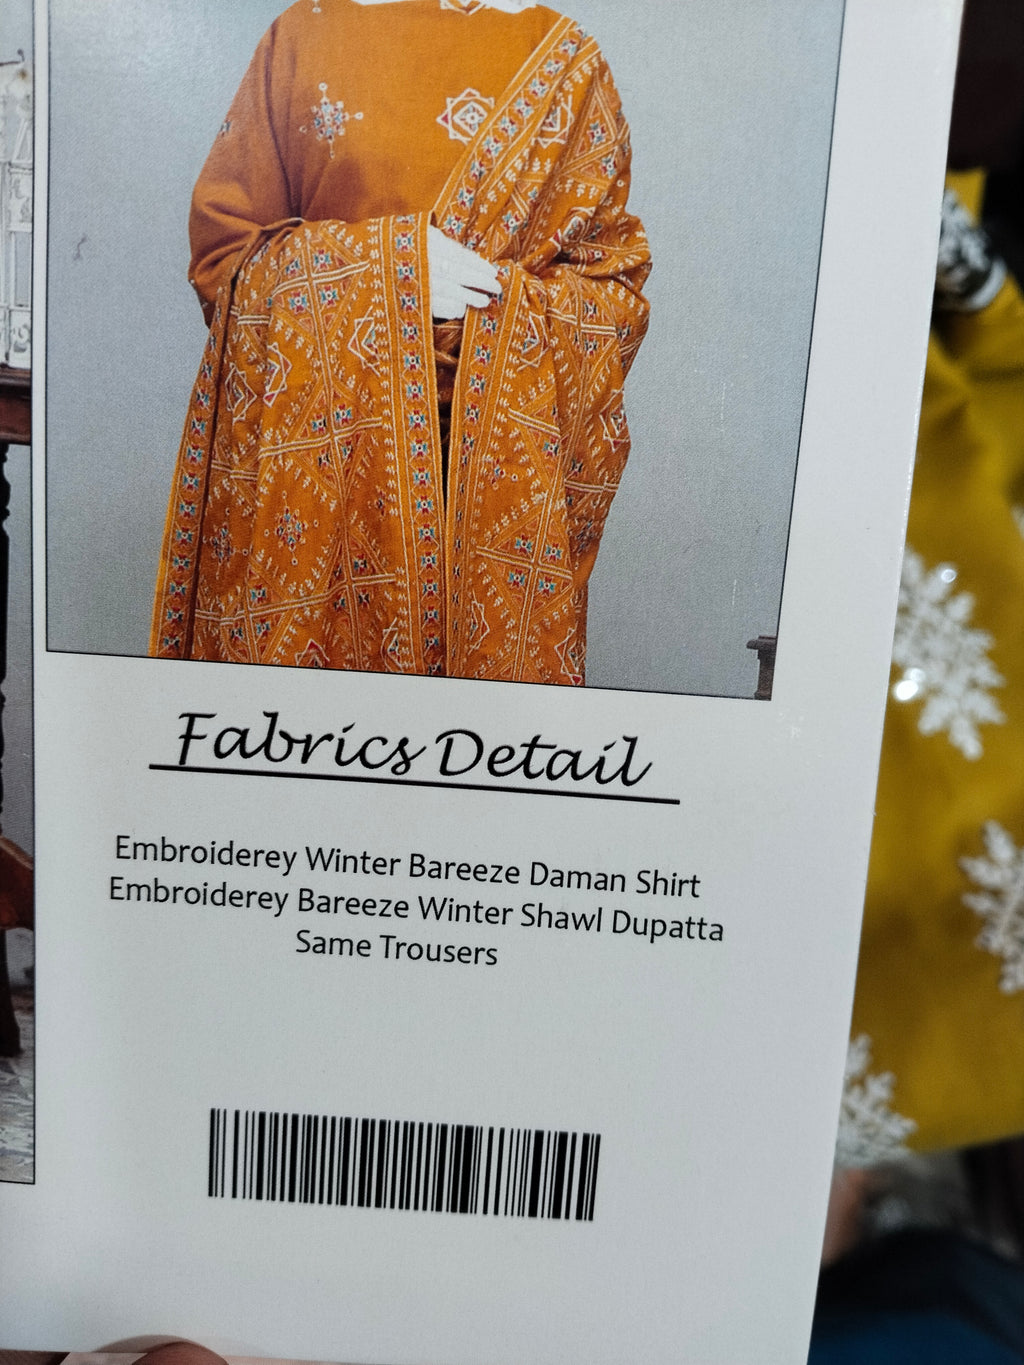 Fabrics Detail
Embroiderey Winter Bareeze Daman Shirt
Embroiderey Bareeze Winter Shawl Dupatta
Same Trousers